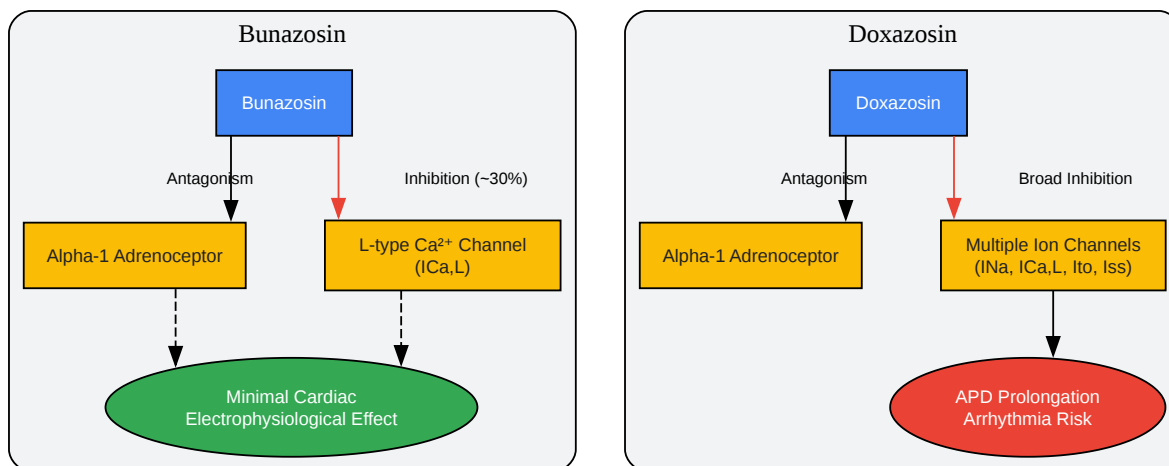 Bunazosin
Bunazosin
Antagonism
Inhibition (~30%)
Alpha-1 Adrenoceptor
L-type Ca²⁺ Channel
(ICa,L)
Minimal Cardiac
Electrophysiological Effect
Doxazosin
Doxazosin
Antagonism
Broad Inhibition
Alpha-1 Adrenoceptor
Multiple Ion Channels
(INa, ICa,L, Ito, Iss)
APD Prolongation
Arrhythmia Risk